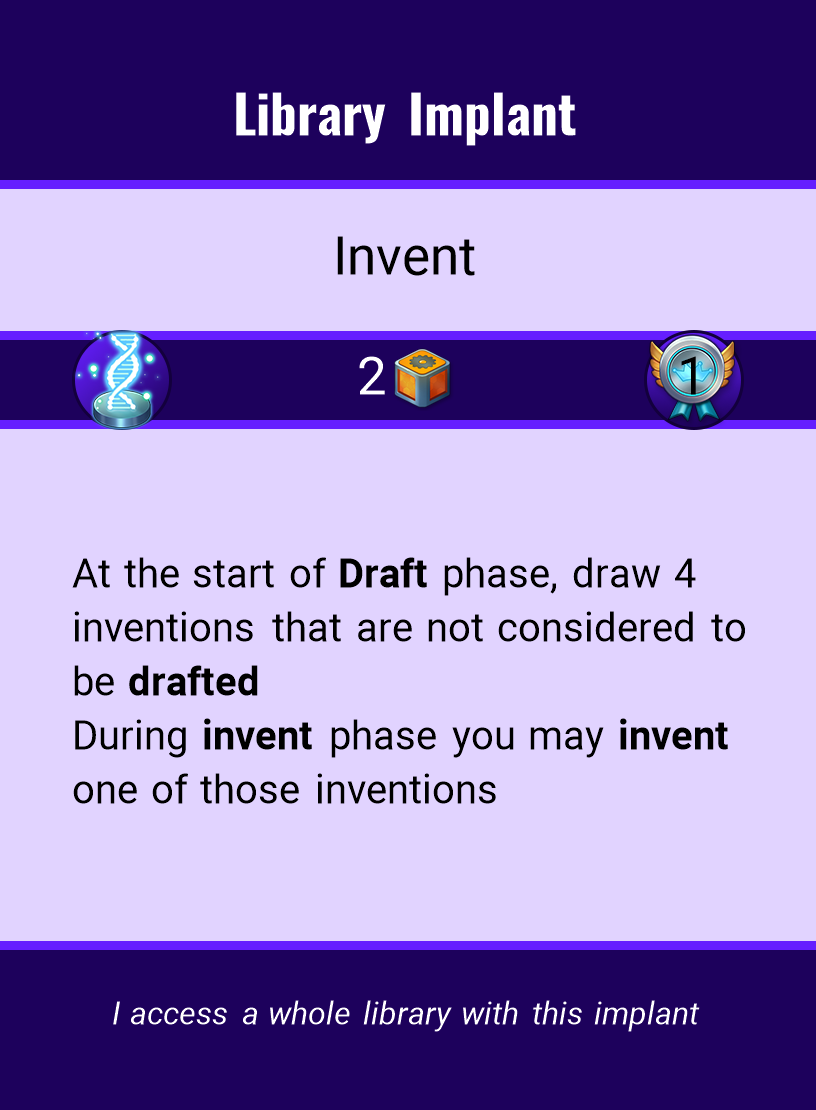 Library Implant
Invent
2
1
At the start of Draft phase, draw 4
inventions that are not considered to
be drafted
During invent phase you may invent
one of those inventions
I access a whole library with this implant